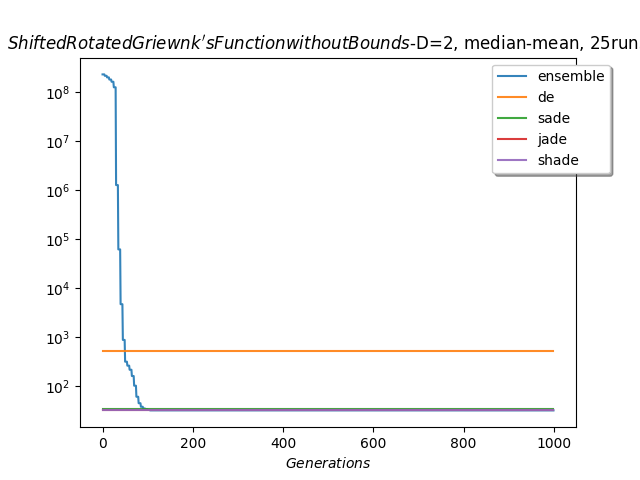 ShiftedRotatedGriewnk'sFunctionwithoutBounds-D=2, median-mean, 25run
ensemble
de
sade
jade
shade
10^8
10^7
10^6
10^5
10^4
10^3
10^2
0 200 400 600 800 1000
Generations